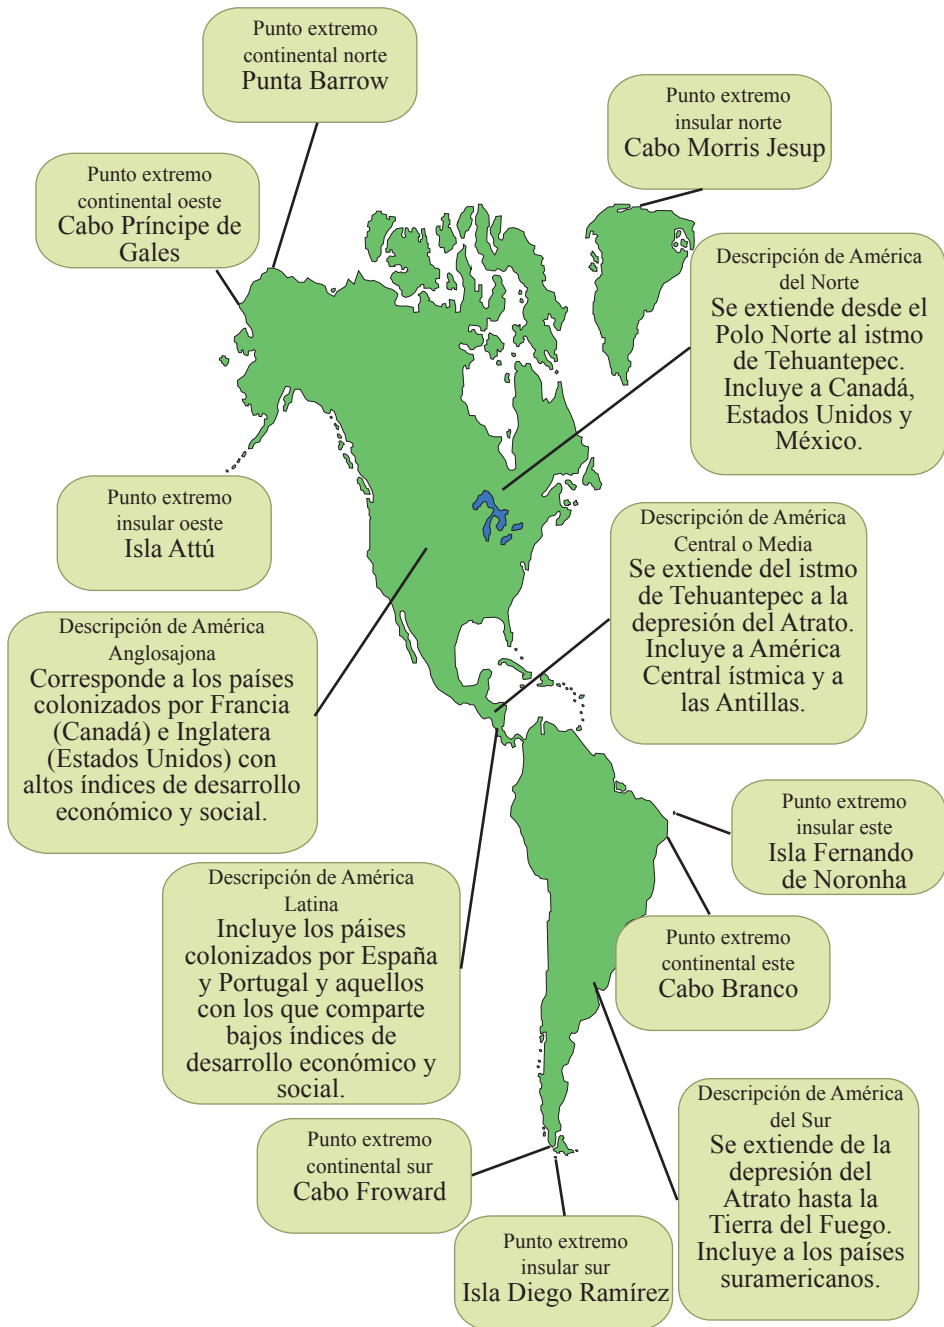 Punto extremo
continental norte
Punta Barrow
Punto extremo
insular norte
Cabo Morris Jesup
Punto extremo
continental oeste
Cabo Príncipe de
Gales
Descripción de América
del Norte
Se extiende desde el
Polo Norte al istmo
de Tehuantepec.
Incluye a Canadá,
Estados Unidos y
México.
Punto extremo
insular oeste
Isla Attú
Descripción de América
Central o Media
Se extiende del istmo
de Tehuantepec a la
depresión del Atrato.
Incluye a América
Central ístmica y a
las Antillas.
Descripción de América
Anglosajona
Corresponde a los países
colonizados por Francia
(Canadá) e Inglatera
(Estados Unidos) con
altos índices de desarrollo
económico y social.
Punto extremo
insular este
Isla Fernando
de Noronha
Descripción de América
Latina
Incluye los páises
colonizados por España
y Portugal y aquellos
con los que comparte
bajos índices de
desarrollo económico y
social.
Punto extremo
continental este
Cabo Branco
Descripción de América
del Sur
Se extiende de la
depresión del
Atrato hasta la
Tierra del Fuego.
Incluye a los países
suramericanos.
Punto extremo
continental sur
Cabo Froward
Punto extremo
insular sur
Isla Diego Ramírez